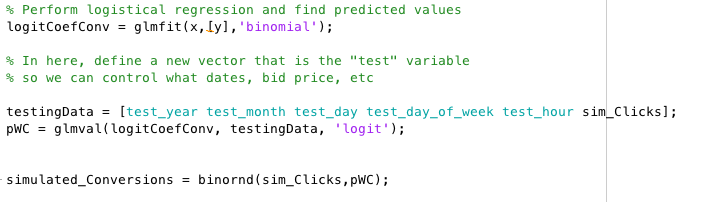 % Perform logistical regression and find predicted values
logitCoefConv = glmfit(x,[y],'binomial');
% In here, define a new vector that is the "test" variable
% so we can control what dates, bid price, etc
testingData = [test_year test_month test_day test_day_of_week test_hour sim_Clicks];
pWC = glmval(logitCoefConv, testingData, 'logit');
simulated_Conversions = binornd(sim_Clicks,pWC);